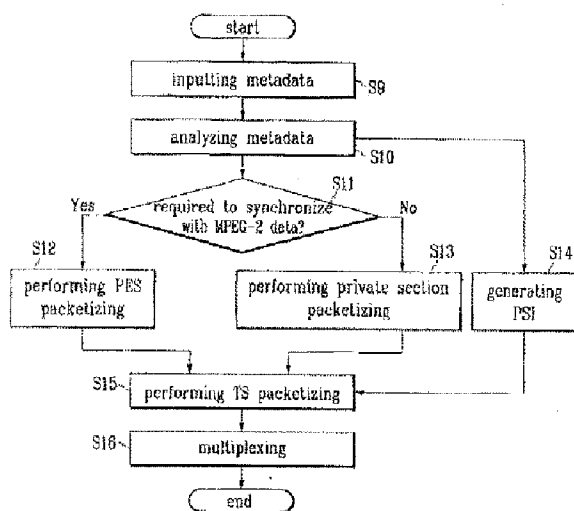 start
inputting metadata
S9
analyzing metadata
S10
S11
required to synchronize
with MPEG-2 data?
Yes
No
S12
performing PES
packetizing
S13
performing private section
packetizing
S14
generating
PSI
S15
performing TS packetizing
S16
multiplexing
end